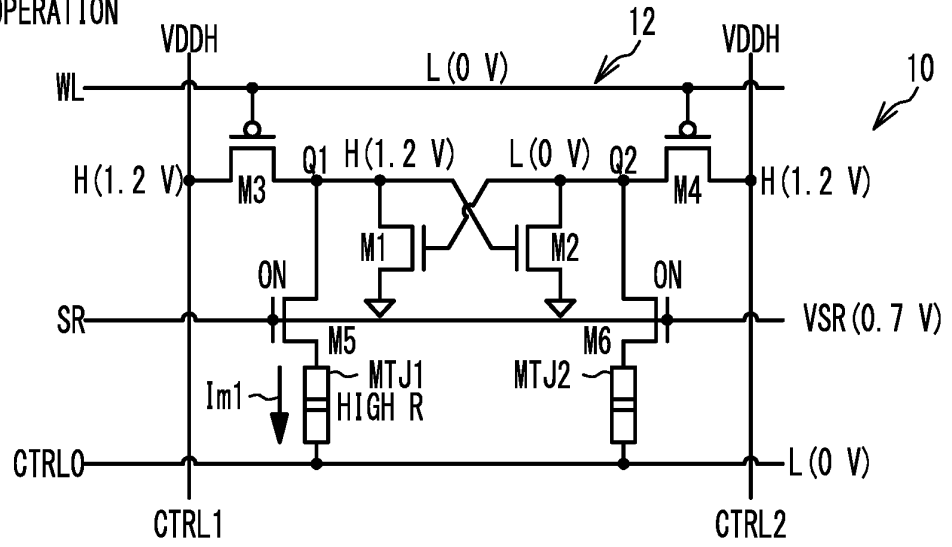 OPERATION
VDDH
VDDH
12
10
WL
L(0 V)
H(1.2 V)
M3
Q1
H(1.2 V)
L(0 V)
Q2
M4
H(1.2 V)
M1
M2
ON
ON
SR
VSR(0.7 V)
M5
M6
Im1
MTJ1
HIGH R
MTJ2
CTRL0
L(0 V)
CTRL1
CTRL2